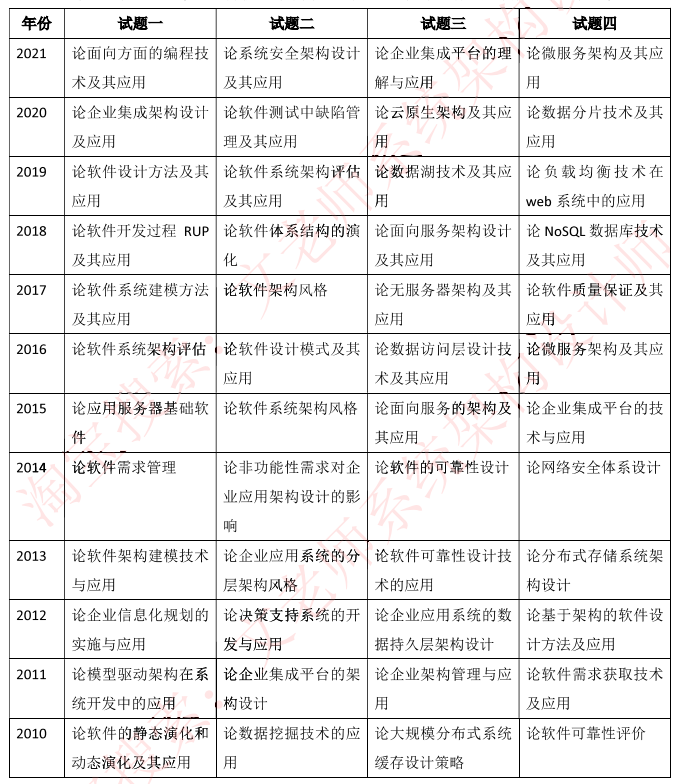 年份 试题一 试题二 试题三 试题四
2021 论面向方面的编程技 论系统安全架构设计 论企业集成平台的理 论微服务架构及其应
术及其应用 及其应用 解与应用 用
2020 论企业集成架构设计 论软件测试中缺陷管 论云原生架构及其应 论数据分片技术及其
及应用 理及其应用 用 应用
2019 论软件设计方法及其 论软件系统架构评估 论数据湖技术及其应 论负载均衡技术在
应用 及其应用 用 web 系统中的应用
2018 论软件开发过程 RUP 论软件体系结构的演 论面向服务架构设计 论 NoSQL 数据库技术
及其应用 化 及其应用 及其应用
2017 论软件系统建模方法 论软件架构风格 论无服务器架构及其 论软件质量保证及其
及其应用 应用 应用
2016 论软件系统架构评估 论软件设计模式及其 论数据访问层设计技 论微服务架构及其应
应用 术及其应用 用
2015 论应用服务器基础软 论软件系统架构风格 论面向服务的架构及 论企业集成平台的技
件 其应用 术与应用
2014 论软件需求管理 论非功能性需求对企 论软件的可靠性设计 论网络安全体系设计
业应用架构设计的影
响
2013 论软件架构建模技术 论企业应用系统的分 论软件可靠性设计技 论分布式存储系统架
与应用 层架构风格 术的应用 构设计
2012 论企业信息化规划的 论决策支持系统的开 论企业应用系统的数 论基于架构的软件设
实施与应用 发与应用 据持久层架构设计 计方法及应用
2011 论模型驱动架构在系 论企业集成平台的架 论企业架构管理与应 论软件需求获取技术
统开发中的应用 构设计 用 及应用
2010 论软件的静态演化和 论数据挖掘技术的应 论大规模分布式系统 论软件可靠性评价
动态演化及其应用 用 缓存设计策略
淘宝搜索：文老师系统架构设计师